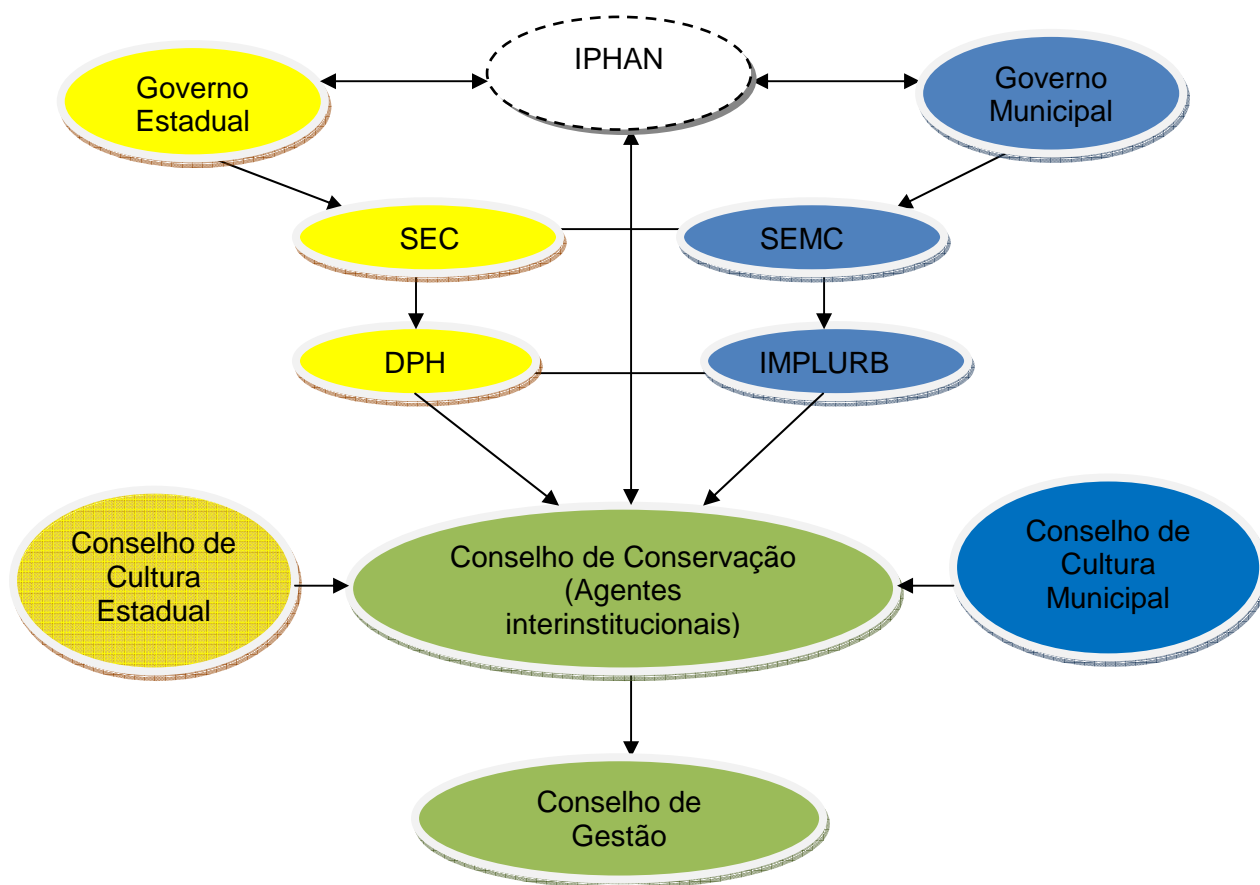 IPHAN
Governo
Estadual
Governo
Municipal
SEC
SEMC
DPH
IMPLURB
Conselho de
Cultura
Estadual
Conselho de Conservação
(Agentes
interinstitucionais)
Conselho de
Cultura
Municipal
Conselho de
Gestão